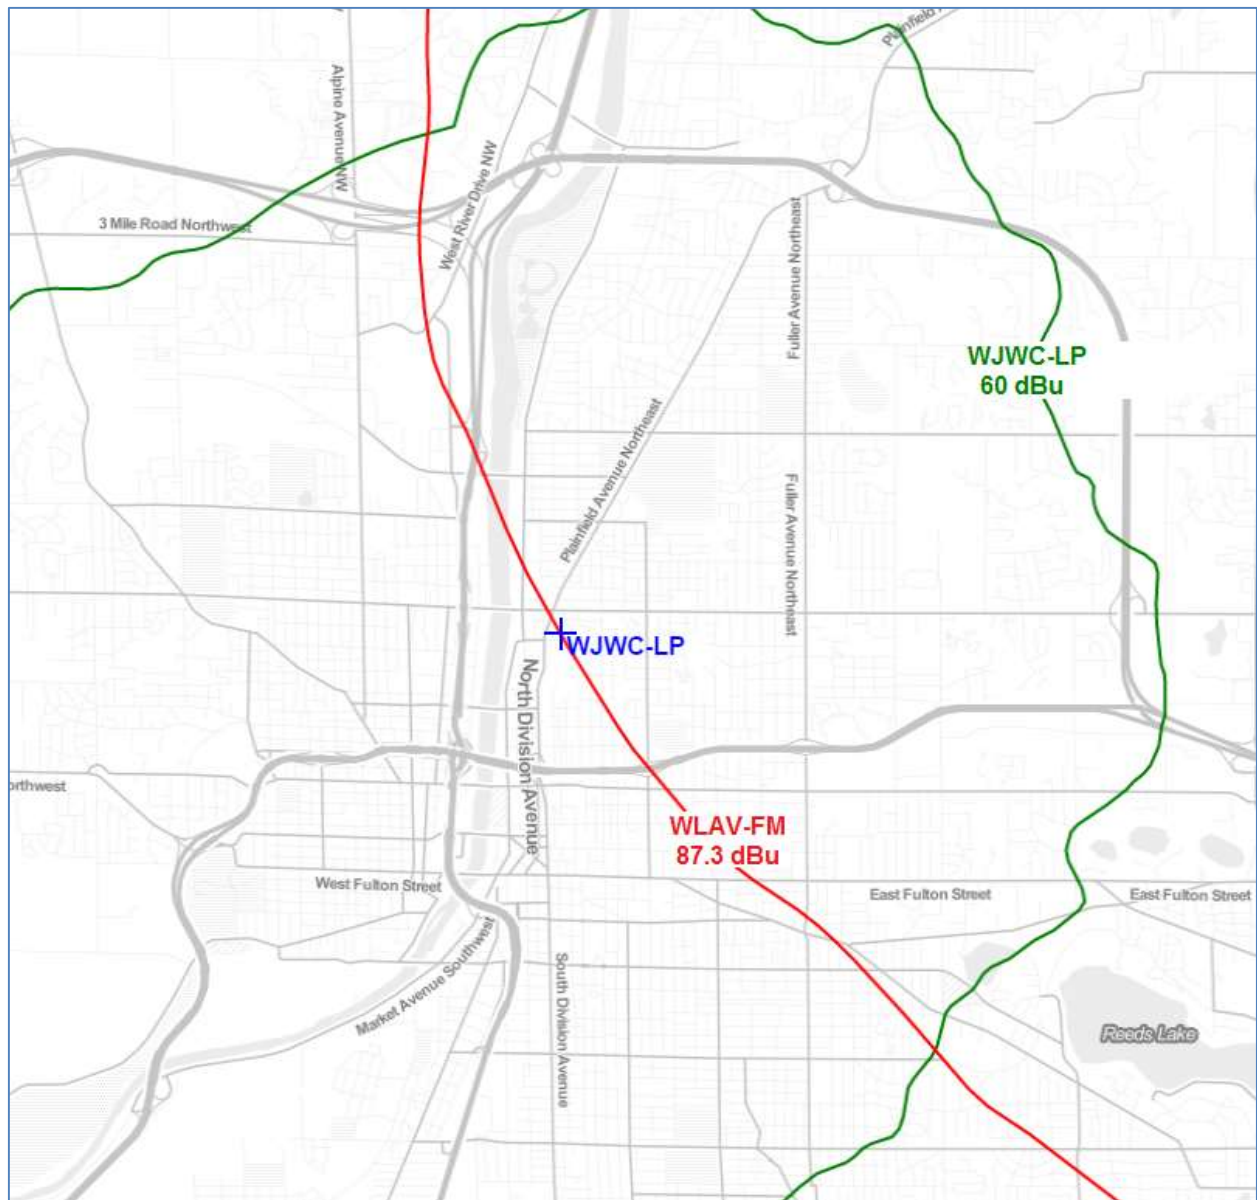 Plainfield
Alpine Avenue NW
West River Drive NW
3 Mile Road Northwest
Fuller Avenue Northeast
WJWC-LP
60 dBu
Plainfield Avenue Northeast
Fuller Avenue Northeast
WJWC-LP
North Division Avenue
orthwest
WLAV-FM
87.3 dBu
West Fulton Street
East Fulton Street
East Fulton Street
Market Avenue Southwest
South Division Avenue
Reeds Lake